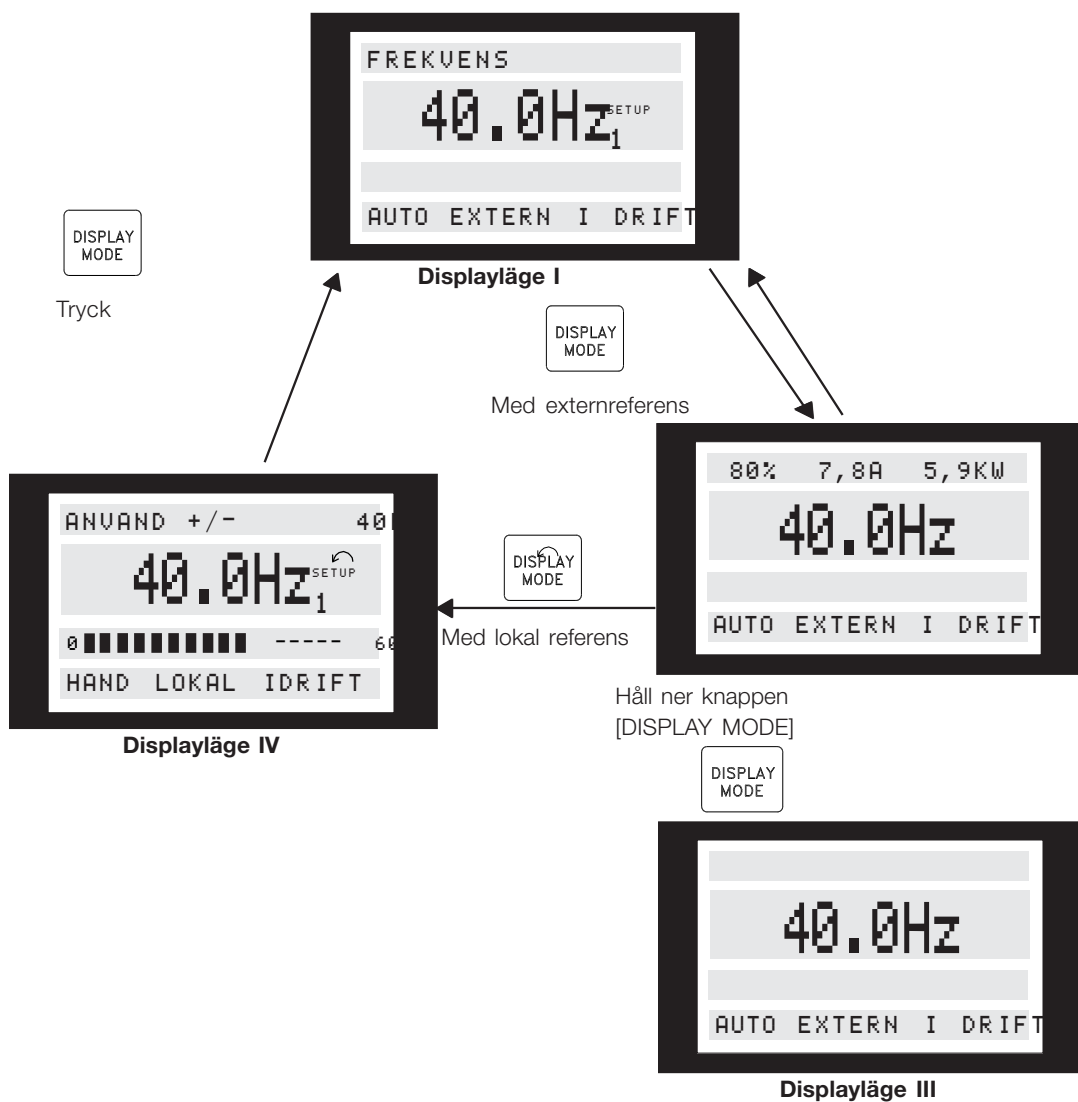 FREKVENS
40.0Hz
SETUP
1
AUTO EXTERN I DRIFT
Displayläge I
DISPLAY
MODE
Tryck
DISPLAY
MODE
Med externreferens
80% 7,8A 5,9KW
40.0Hz
AUTO EXTERN I DRIFT
ANVAND +/- 40
40.0Hz
SETUP
1
0 ----- 60
HAND LOKAL IDRIFT
Displayläge IV
DISPLAY
MODE
Med lokal referens
Håll ner knappen
[DISPLAY MODE]
DISPLAY
MODE
40.0Hz
AUTO EXTERN I DRIFT
Displayläge III